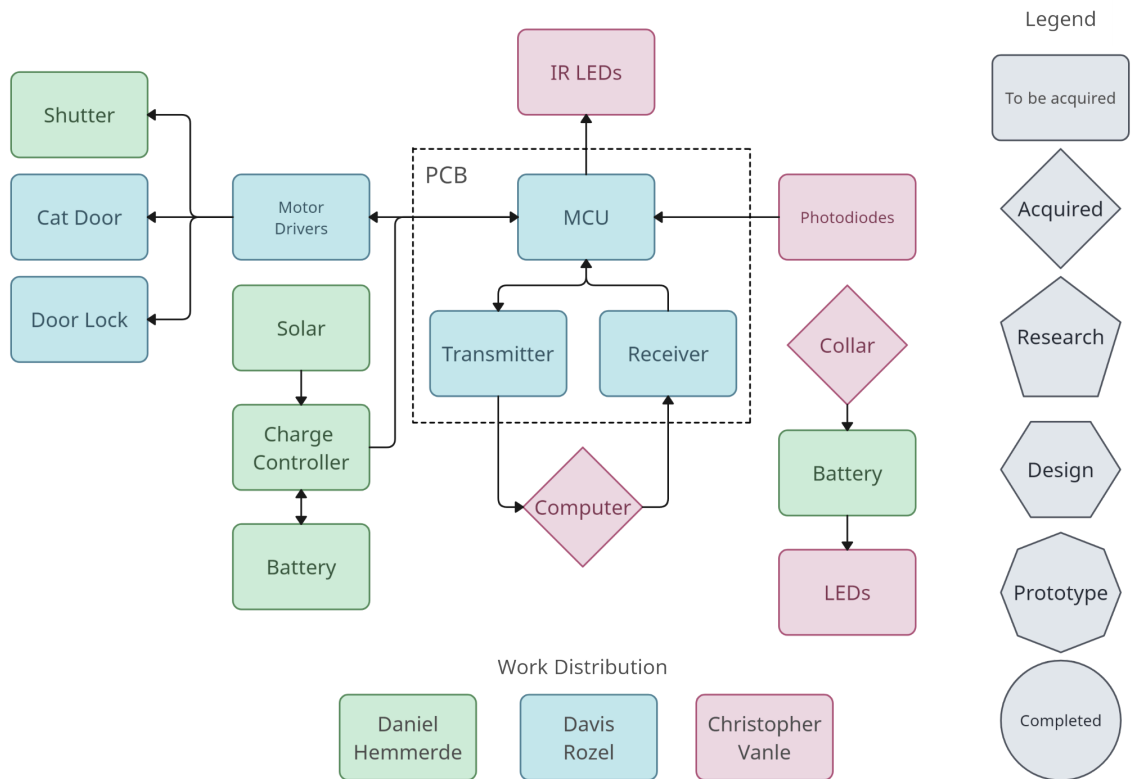 Legend
IR LEDs
To be acquired
Shutter
PCB
Cat Door
Motor
Drivers
MCU
Photodiodes
Acquired
Door Lock
Solar
Transmitter
Receiver
Collar
Research
Charge
Controller
Battery
Computer
Battery
LEDs
Design
Prototype
Completed
Work Distribution
Daniel
Hemmerde
Davis
Rozel
Christopher
Vanle